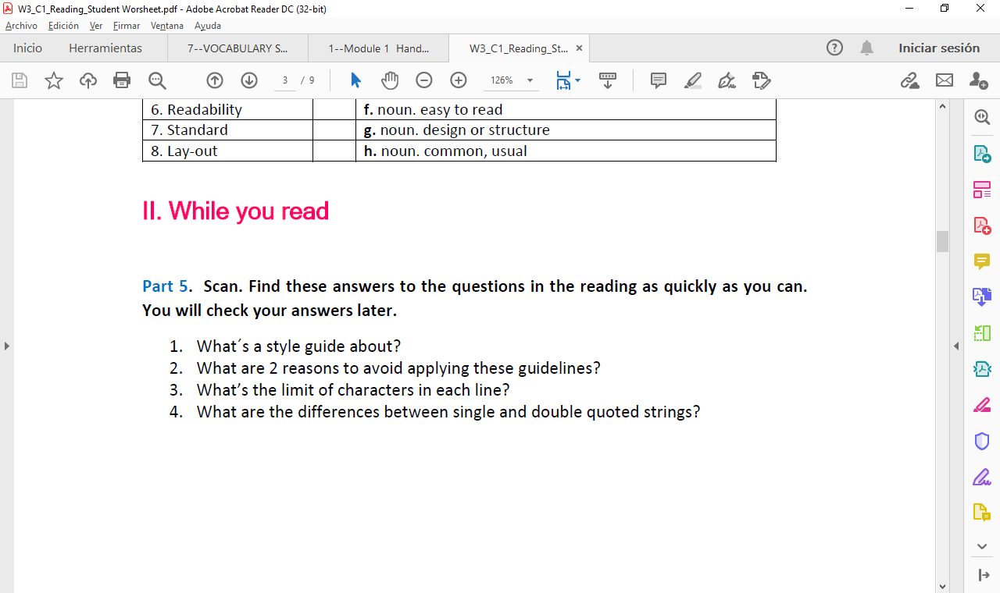 W3_C1_Reading_Student Worsheet.pdf - Adobe Acrobat Reader DC (32-bit)
Archivo Edición Ver Firmar Ventana Ayuda
Inicio Herramientas 7--VOCABULARY S... 1--Module 1 Hand... W3_C1_Reading_St... × Iniciar sesión
3 / 9 126%
6. Readability f. noun. easy to read
7. Standard g. noun. design or structure
8. Lay-out h. noun. common, usual
II. While you read
Part 5. Scan. Find these answers to the questions in the reading as quickly as you can.
You will check your answers later.
1. What´s a style guide about?
2. What are 2 reasons to avoid applying these guidelines?
3. What’s the limit of characters in each line?
4. What are the differences between single and double quoted strings?